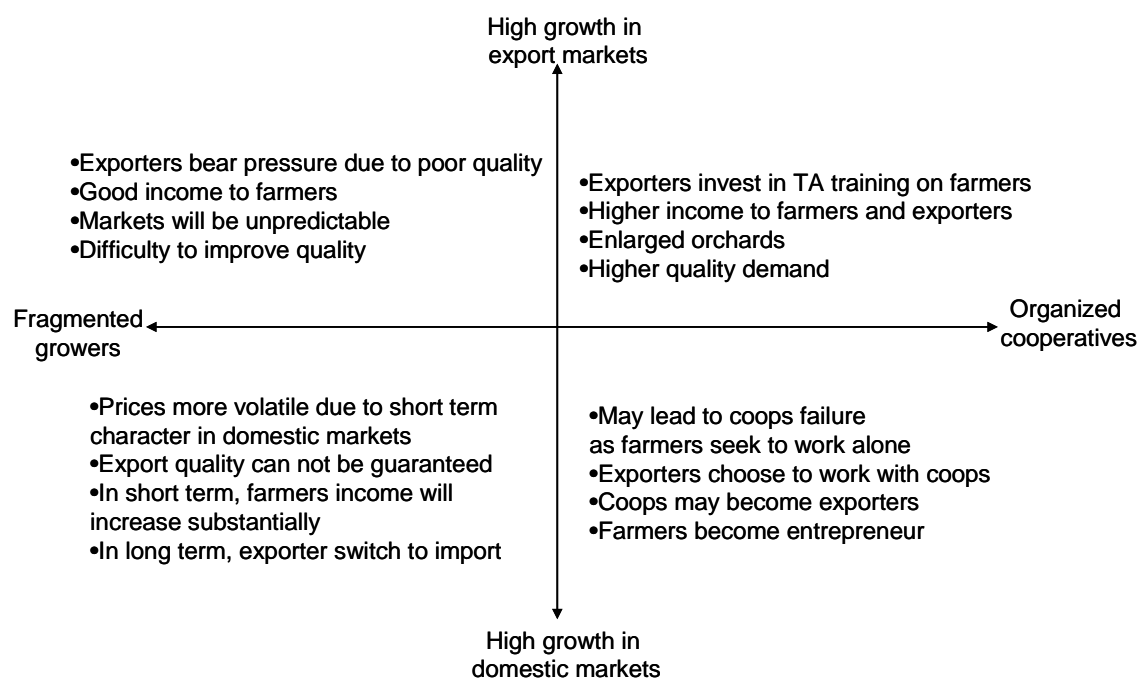 High growth in
export markets
•Exporters bear pressure due to poor quality
•Good income to farmers
•Markets will be unpredictable
•Difficulty to improve quality
•Exporters invest in TA training on farmers
•Higher income to farmers and exporters
•Enlarged orchards
•Higher quality demand
Fragmented
growers
Organized
cooperatives
•Prices more volatile due to short term
character in domestic markets
•Export quality can not be guaranteed
•In short term, farmers income will
increase substantially
•In long term, exporter switch to import
•May lead to coops failure
as farmers seek to work alone
•Exporters choose to work with coops
•Coops may become exporters
•Farmers become entrepreneur
High growth in
domestic markets